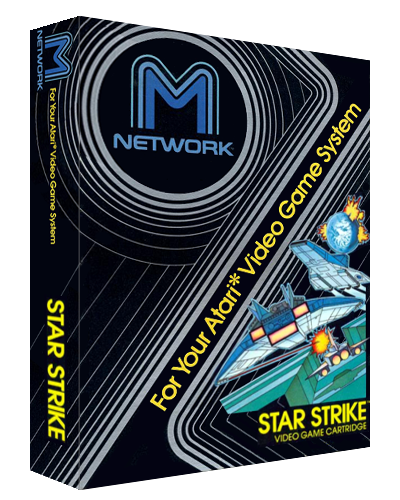 M
NETWORK
For Your Atari* Video Game System
STAR STRIKE
M
NETWORK
For Your Atari* Video Game System
STAR STRIKE™
VIDEO GAME CARTRIDGE